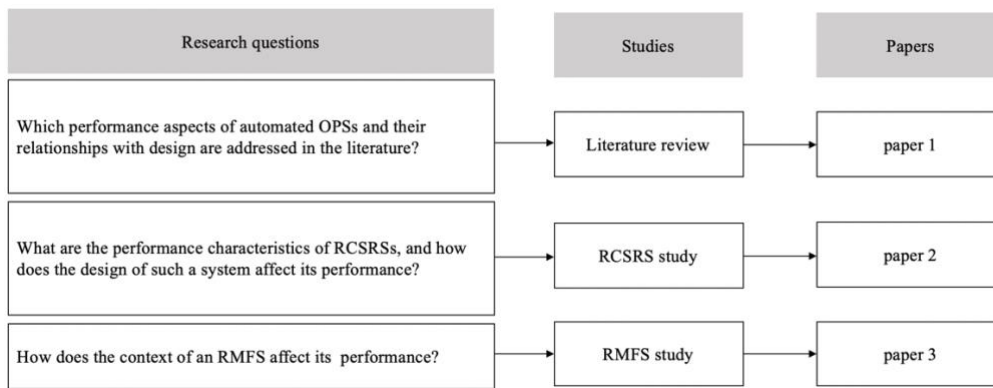 Research questions
Studies
Papers
Which performance aspects of automated OPSs and their
relationships with design are addressed in the literature?
Literature review
paper 1
What are the performance characteristics of RCSRSs, and how
does the design of such a system affect its performance?
RCSRS study
paper 2
How does the context of an RMFS affect its performance?
RMFS study
paper 3